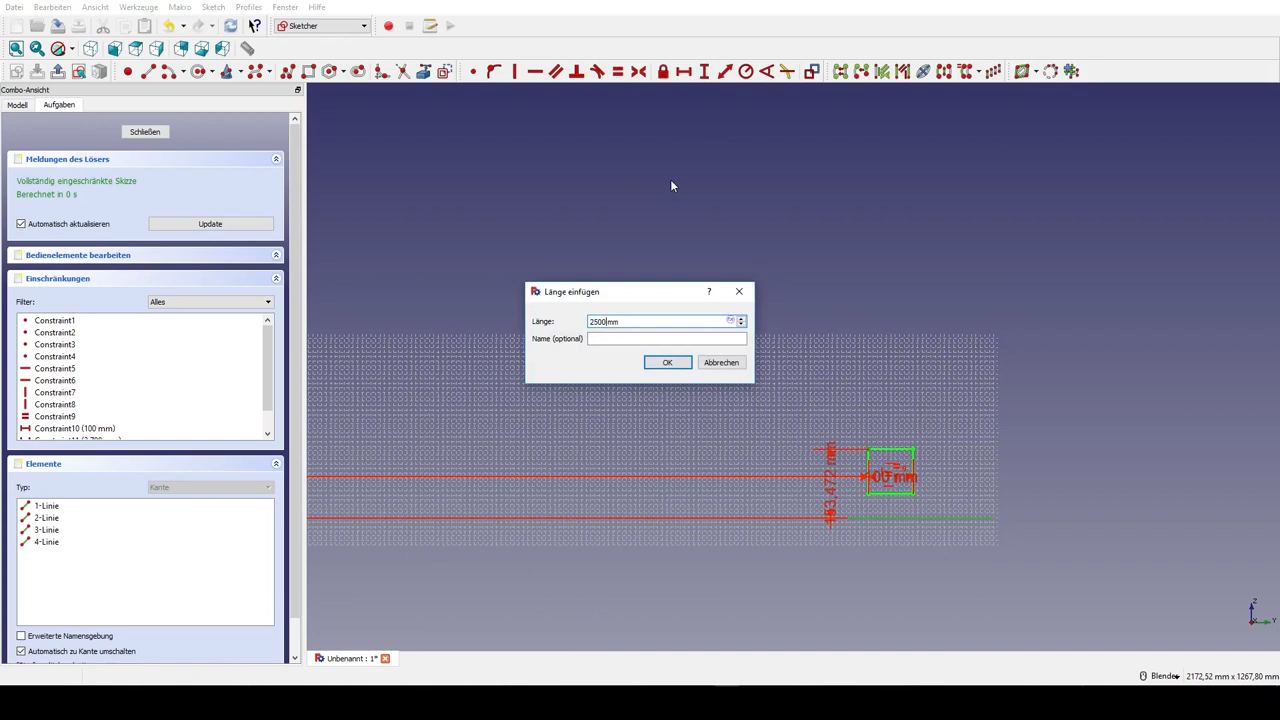 Datei Bearbeiten Ansicht Werkzeuge Makro Sketch Profiles Fenster Hilfe
Sketcher
Combo-Ansicht
Modell Aufgaben
Schließen
Meldungen des Lösers
Vollständig eingeschränkte Skizze
Berechnet in 0 s
Automatisch aktualisieren Update
Bedienelemente bearbeiten
Einschränkungen
Filter: Alles
Constraint1
Constraint2
Constraint3
Constraint4
Constraint5
Constraint6
Constraint7
Constraint8
Constraint9
Constraint10 (100 mm)
Elemente
Typ: Kante
1-Linie
2-Linie
3-Linie
4-Linie
Erweiterte Namensgebung
Automatisch zu Kante umschalten
Länge einfügen ?
Länge: 2500mm
Name (optional)
OK Abbrechen
Z
Y
Unbenannt : 1*
Blender 2172,52 mm x 1267,80 mm